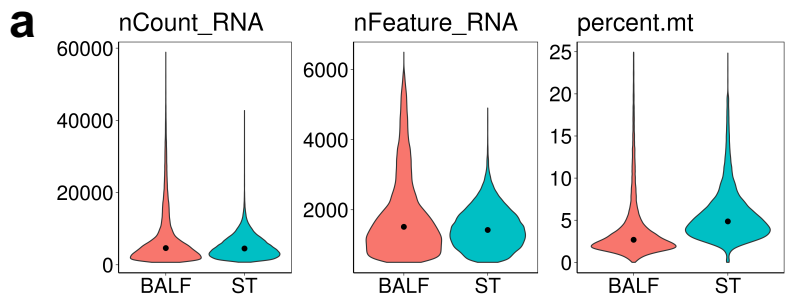 a
nCount_RNA
60000
40000
20000
0
BALF ST
nFeature_RNA
6000
4000
2000
BALF ST
percent.mt
25
20
15
10
5
0
BALF ST